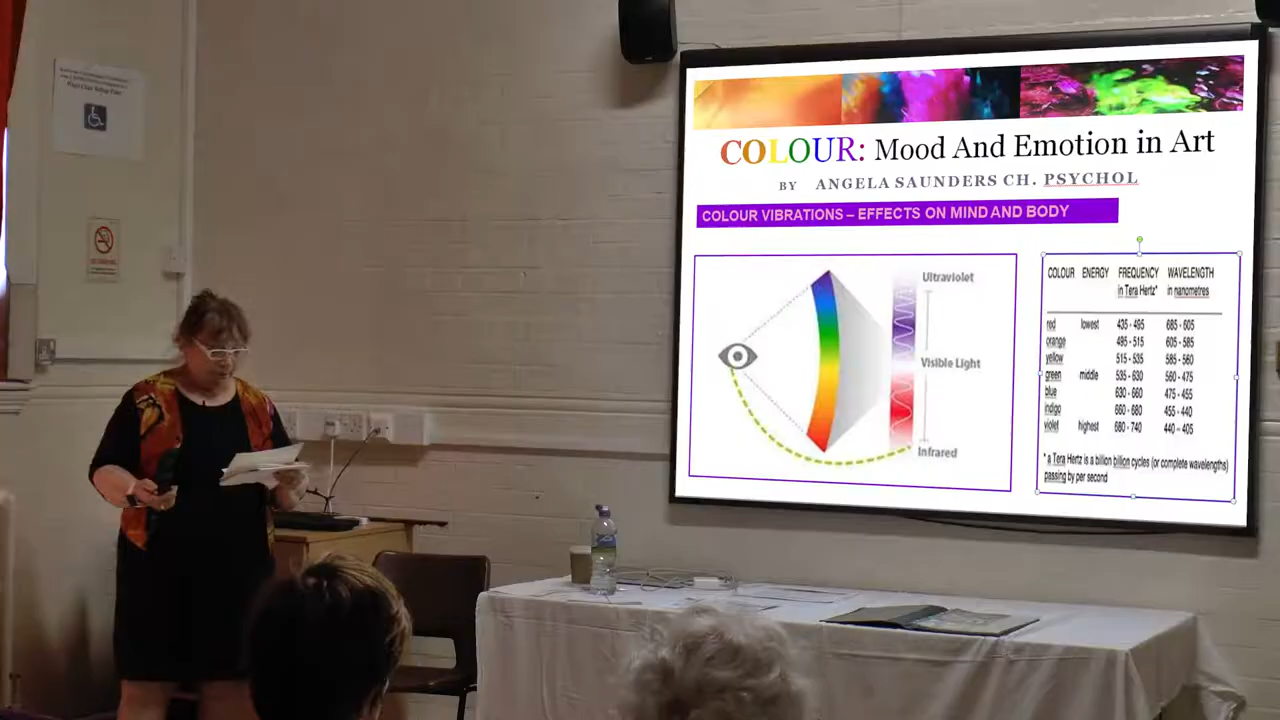 COLOUR: Mood And Emotion in Art
BY ANGELA SAUNDERS CH. PSYCHOL
COLOUR VIBRATIONS – EFFECTS ON MIND AND BODY
Ultraviolet
Visible Light
Infrared
COLOUR ENERGY FREQUENCY WAVELENGTH
in Tera Hertz* in nanometres
red lowest 435 - 495 685 - 605
orange 495 - 515 605 - 585
yellow 515 - 535 585 - 560
green middle 535 - 630 560 - 475
blue 630 - 660 475 - 455
indigo 660 - 680 455 - 440
violet highest 680 - 740 440 – 405
* a Tera Hertz is a billion billion cycles (or complete wavelengths)
passing by per second